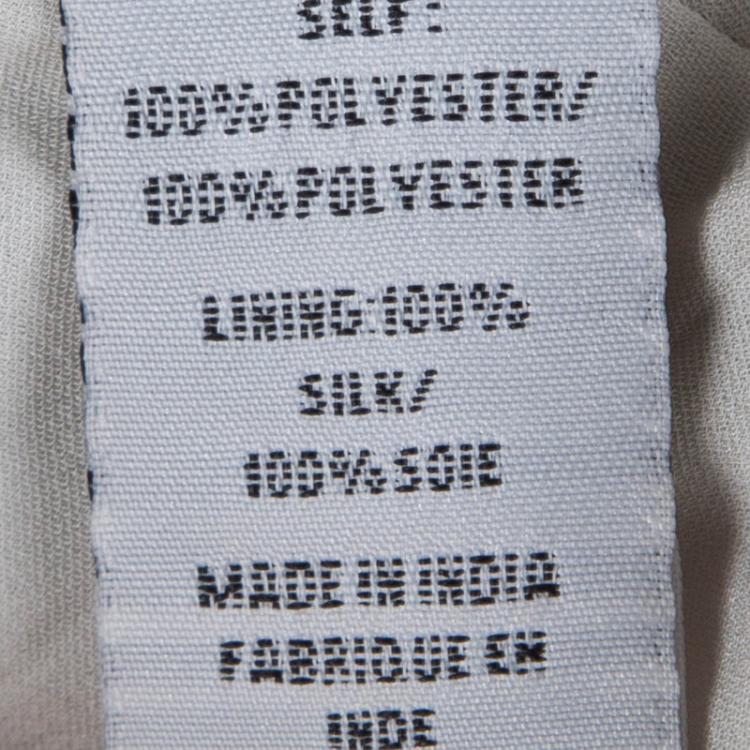 SELF:
100%POLYESTER/
100%POLYESTER
LINING:100%
SILK/
100%SOIE
MADE IN INDIA
FABRIQUE EN
INDE